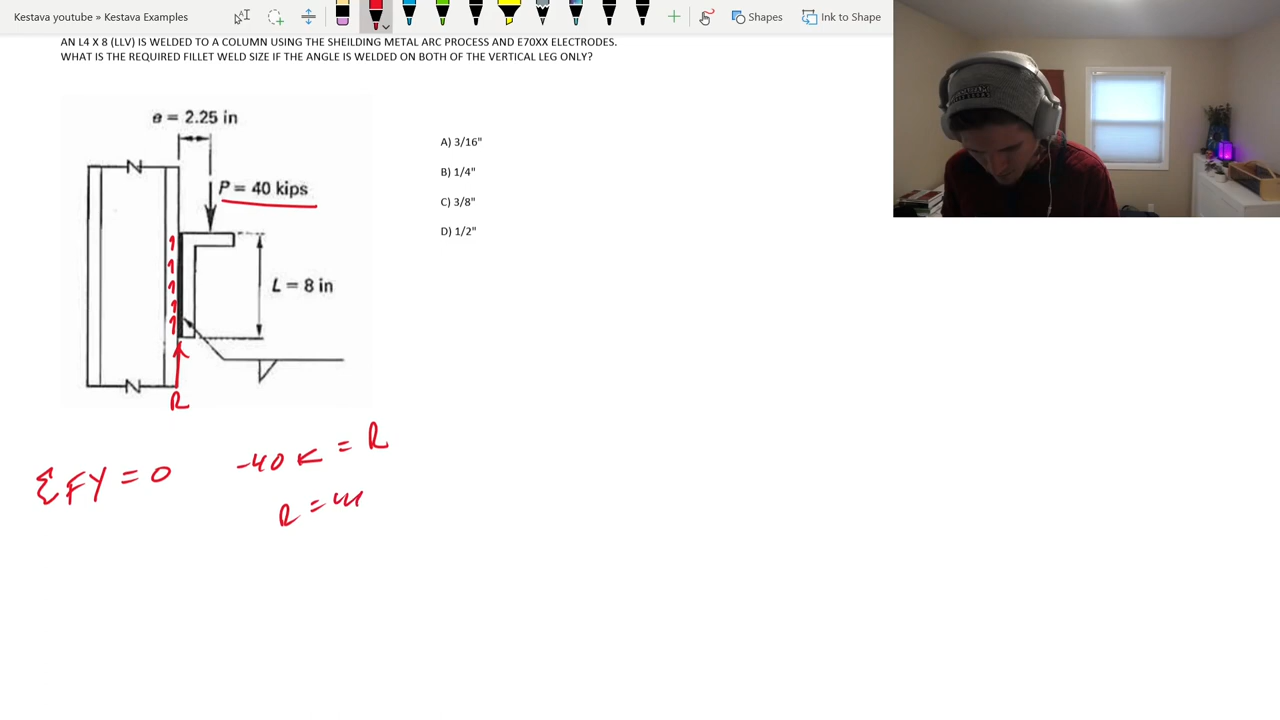 Kestava youtube » Kestava Examples
Shapes
Ink to Shape
AN L4 X 8 (LLV) IS WELDED TO A COLUMN USING THE SHEILDING METAL ARC PROCESS AND E70XX ELECTRODES.
WHAT IS THE REQUIRED FILLET WELD SIZE IF THE ANGLE IS WELDED ON BOTH OF THE VERTICAL LEG ONLY?
e = 2.25 in
P = 40 kips
L = 8 in
N
N
R
A) 3/16"
B) 1/4"
C) 3/8"
D) 1/2"
ΣFY = 0
-40 K = R
R =